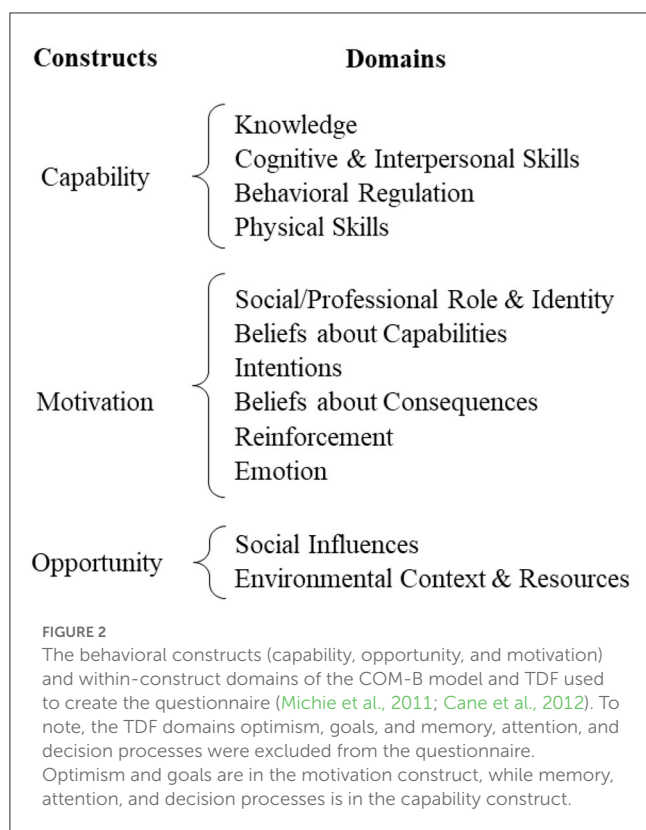 Constructs Domains
Knowledge
Cognitive & Interpersonal Skills
Capability
Behavioral Regulation
Physical Skills
Social/Professional Role & Identity
Beliefs about Capabilities
Intentions
Motivation
Beliefs about Consequences
Reinforcement
Emotion
Social Influences
Opportunity
Environmental Context & Resources
FIGURE 2
The behavioral constructs (capability, opportunity, and motivation)
and within-construct domains of the COM-B model and TDF used
to create the questionnaire (Michie et al., 2011; Cane et al., 2012). To
note, the TDF domains optimism, goals, and memory, attention, and
decision processes were excluded from the questionnaire.
Optimism and goals are in the motivation construct, while memory,
attention, and decision processes is in the capability construct.